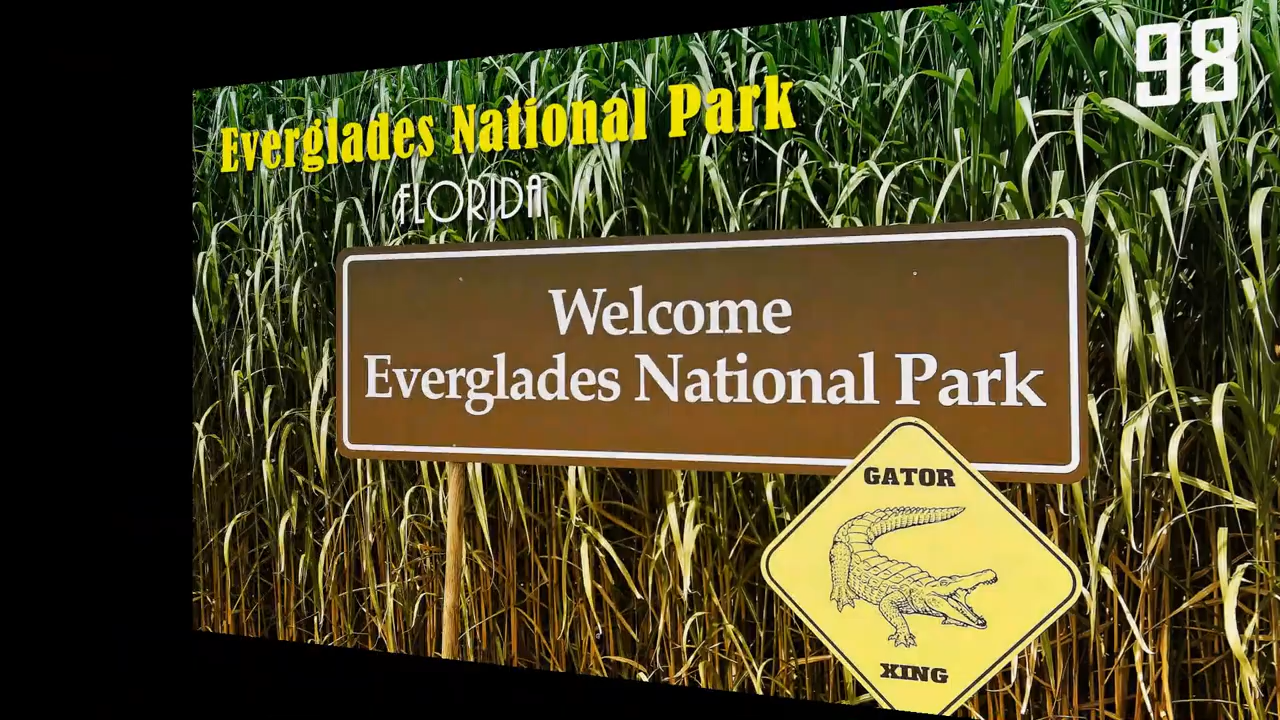 98
Everglades National Park
FLORIDA
Welcome
Everglades National Park
GATOR
XING